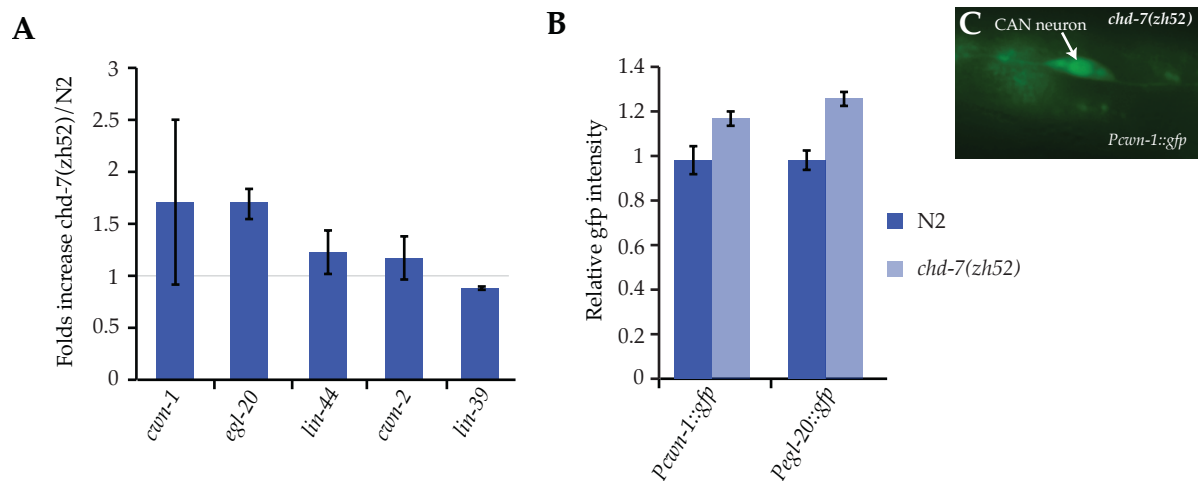 A
Folds increase chd-7(zh52)/N2
3
2.5
2
1.5
1
0.5
0
cwn-1
egl-20
lin-44
cwn-2
lin-39
B
Relative gfp intensity
1.4
1.2
1
0.8
0.6
0.4
0.2
0
Pcwn-1::gfp
Pegl-20::gfp
N2
chd-7(zh52)
C
chd-7(zh52)
CAN neuron
Pcwn-1::gfp